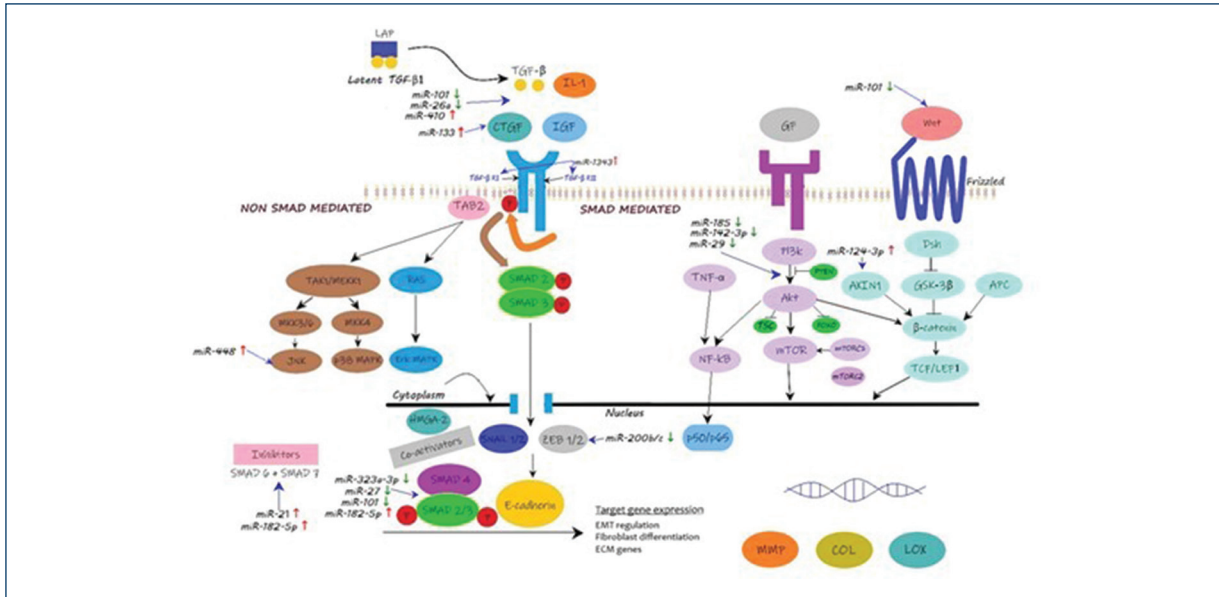 LAP
Latent TGF-β1
TGF-β
IL-1
miR-101 ↓
miR-26a ↓
miR-410 ↑
miR-133 ↑
CTGF
IGF
miR-1343 ↑
TGF-β RI
TGF-β RII
GF
miR-101 ↓
Wnt
Frizzled
NON SMAD MEDIATED
TAB2
P
SMAD MEDIATED
TAK1/MEKK1
RAS
MKK3/6
MKK4
miR-448 ↑
JNK
p38 MAPK
Erk MAPK
SMAD 2
P
SMAD 3
P
miR-185 ↓
miR-142-3p ↓
miR-29 ↓
PI3k
PTEN
TNF-α
Akt
TSC
FOXO
NF-kB
mTOR
mTORC1
mTORC2
miR-124-3p ↑
Dsh
AXIN1
GSK-3β
APC
β-catenin
TCF/LEF1
Cytoplasm
Nucleus
HMGA-2
Co-activators
SNAIL 1/2
ZEB 1/2
miR-200b/c ↓
p50/p65
Inhibitors
SMAD 6 + SMAD 7
miR-21 ↑
miR-182-5p ↑
miR-323a-3p ↓
miR-27 ↓
miR-101 ↓
miR-182-5p ↑
SMAD 4
P
SMAD 2/3
P
E-cadherin
Target gene expression
EMT regulation
Fibroblast differentiation
ECM genes
MMP
COL
LOX